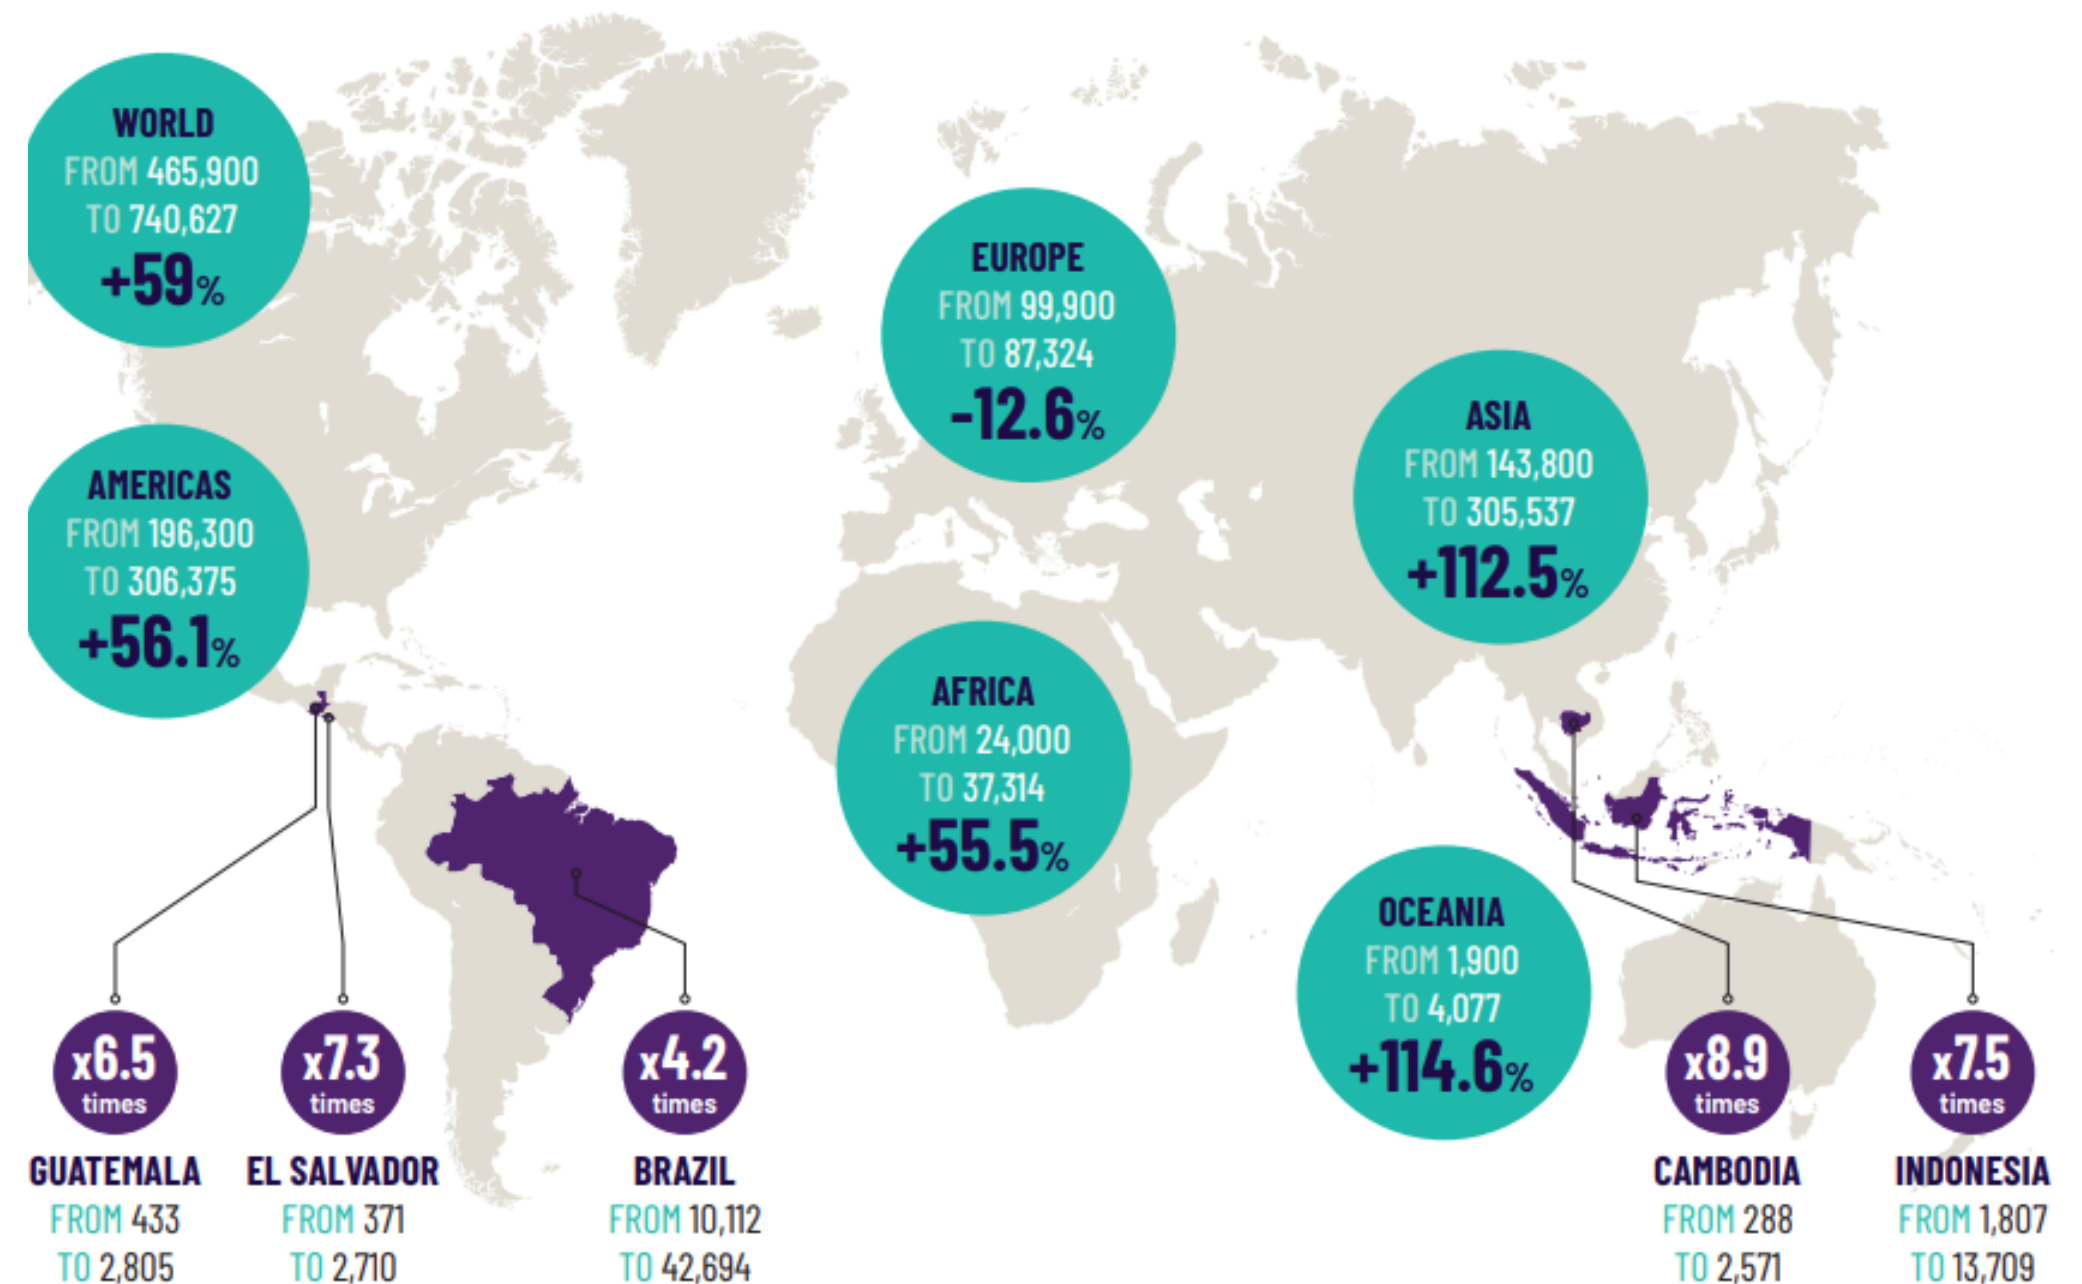 WORLD
FROM 465,900
TO 740,627
+59%
EUROPE
FROM 99,900
TO 87,324
-12.6%
ASIA
FROM 143,800
TO 305,537
+112.5%
AMERICAS
FROM 196,300
TO 306,375
+56.1%
AFRICA
FROM 24,000
TO 37,314
+55.5%
OCEANIA
FROM 1,900
TO 4,077
+114.6%
x6.5
times
GUATEMALA
FROM 433
TO 2,805
x7.3
times
EL SALVADOR
FROM 371
TO 2,710
x4.2
times
BRAZIL
FROM 10,112
TO 42,694
x8.9
times
CAMBODIA
FROM 288
TO 2,571
x7.5
times
INDONESIA
FROM 1,807
TO 13,709